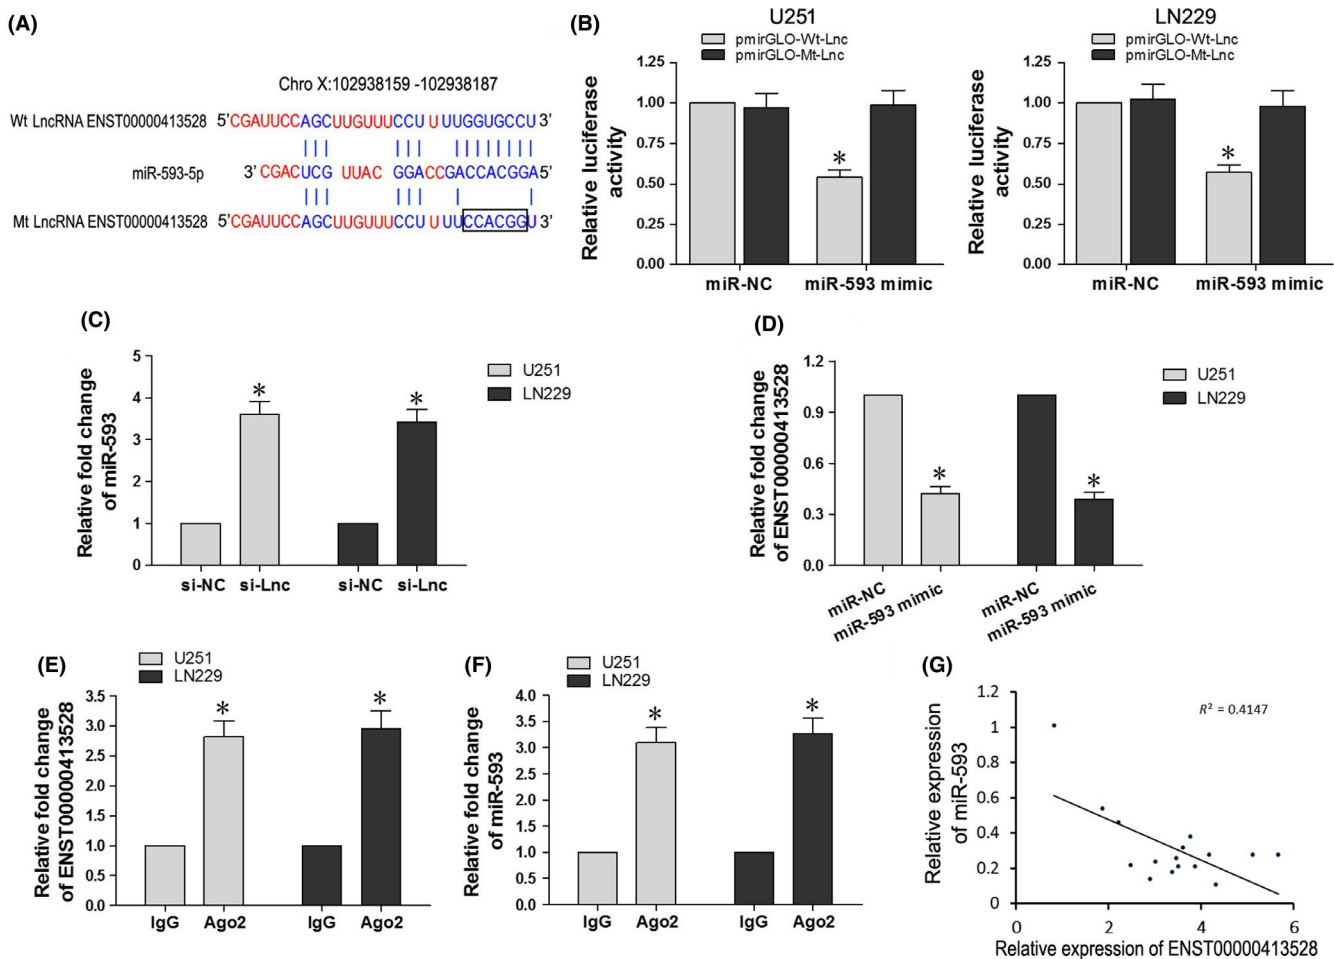 (A)
Chro X:102938159 -102938187
Wt LncRNA ENST00000413528 5'CGAUUCCAGCUUGUUUCCU U UUGGUGCCU 3'
miR-593-5p 3' CGACUCG UUAC GGACCGACCACGGA5'
Mt LncRNA ENST00000413528 5'CGAUUCCAGCUUGUUUCCU U UUCCACGGU 3'
(B)
U251
pmirGLO-Wt-Lnc
pmirGLO-Mt-Lnc
Relative luciferase
activity
1.25
1.00
0.75
0.50
0.25
0.00
*
miR-NC miR-593 mimic
LN229
pmirGLO-Wt-Lnc
pmirGLO-Mt-Lnc
Relative luciferase
activity
1.25
1.00
0.75
0.50
0.25
0.00
*
miR-NC miR-593 mimic
(C)
Relative fold change
of miR-593
5
4
3
2
1
0
* *
si-NC si-Lnc si-NC si-Lnc
U251
LN229
(D)
Relative fold change
of ENST00000413528
1.2
0.9
0.6
0.3
0.0
* *
miR-NC
miR-593 mimic
miR-NC
miR-593 mimic
U251
LN229
(E)
U251
LN229
Relative fold change
of ENST00000413528
3.5
3.0
2.5
2.0
1.5
1.0
0.5
0.0
* *
IgG Ago2 IgG Ago2
(F)
U251
LN229
Relative fold change
of miR-593
4.0
3.5
3.0
2.5
2.0
1.5
1.0
0.5
0.0
* *
IgG Ago2 IgG Ago2
(G)
Relative expression
of miR-593
1.2
1
0.8
0.6
0.4
0.2
0
R² = 0.4147
0 2 4 6
Relative expression of ENST00000413528